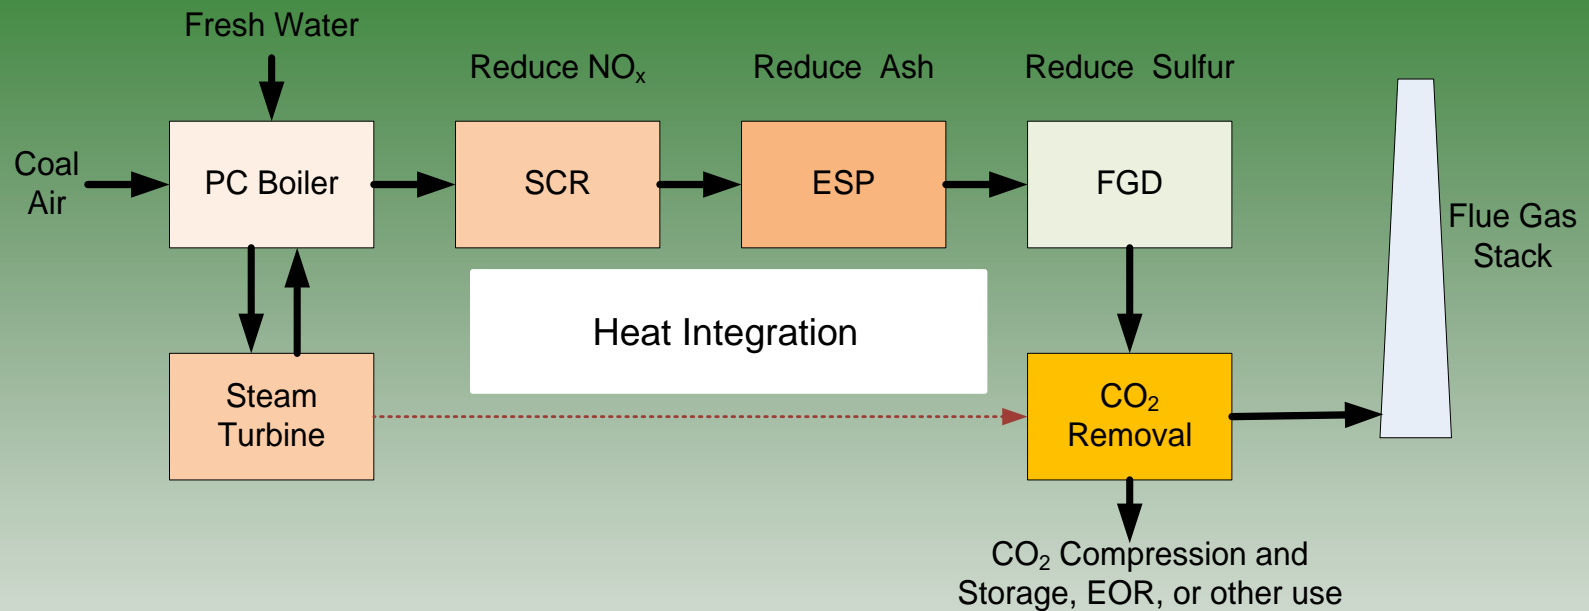 Fresh Water
Reduce NOx
Reduce Ash
Reduce Sulfur
Coal
Air
PC Boiler
SCR
ESP
FGD
Flue Gas
Stack
Heat Integration
Steam
Turbine
CO2
Removal
CO2 Compression and
Storage, EOR, or other use